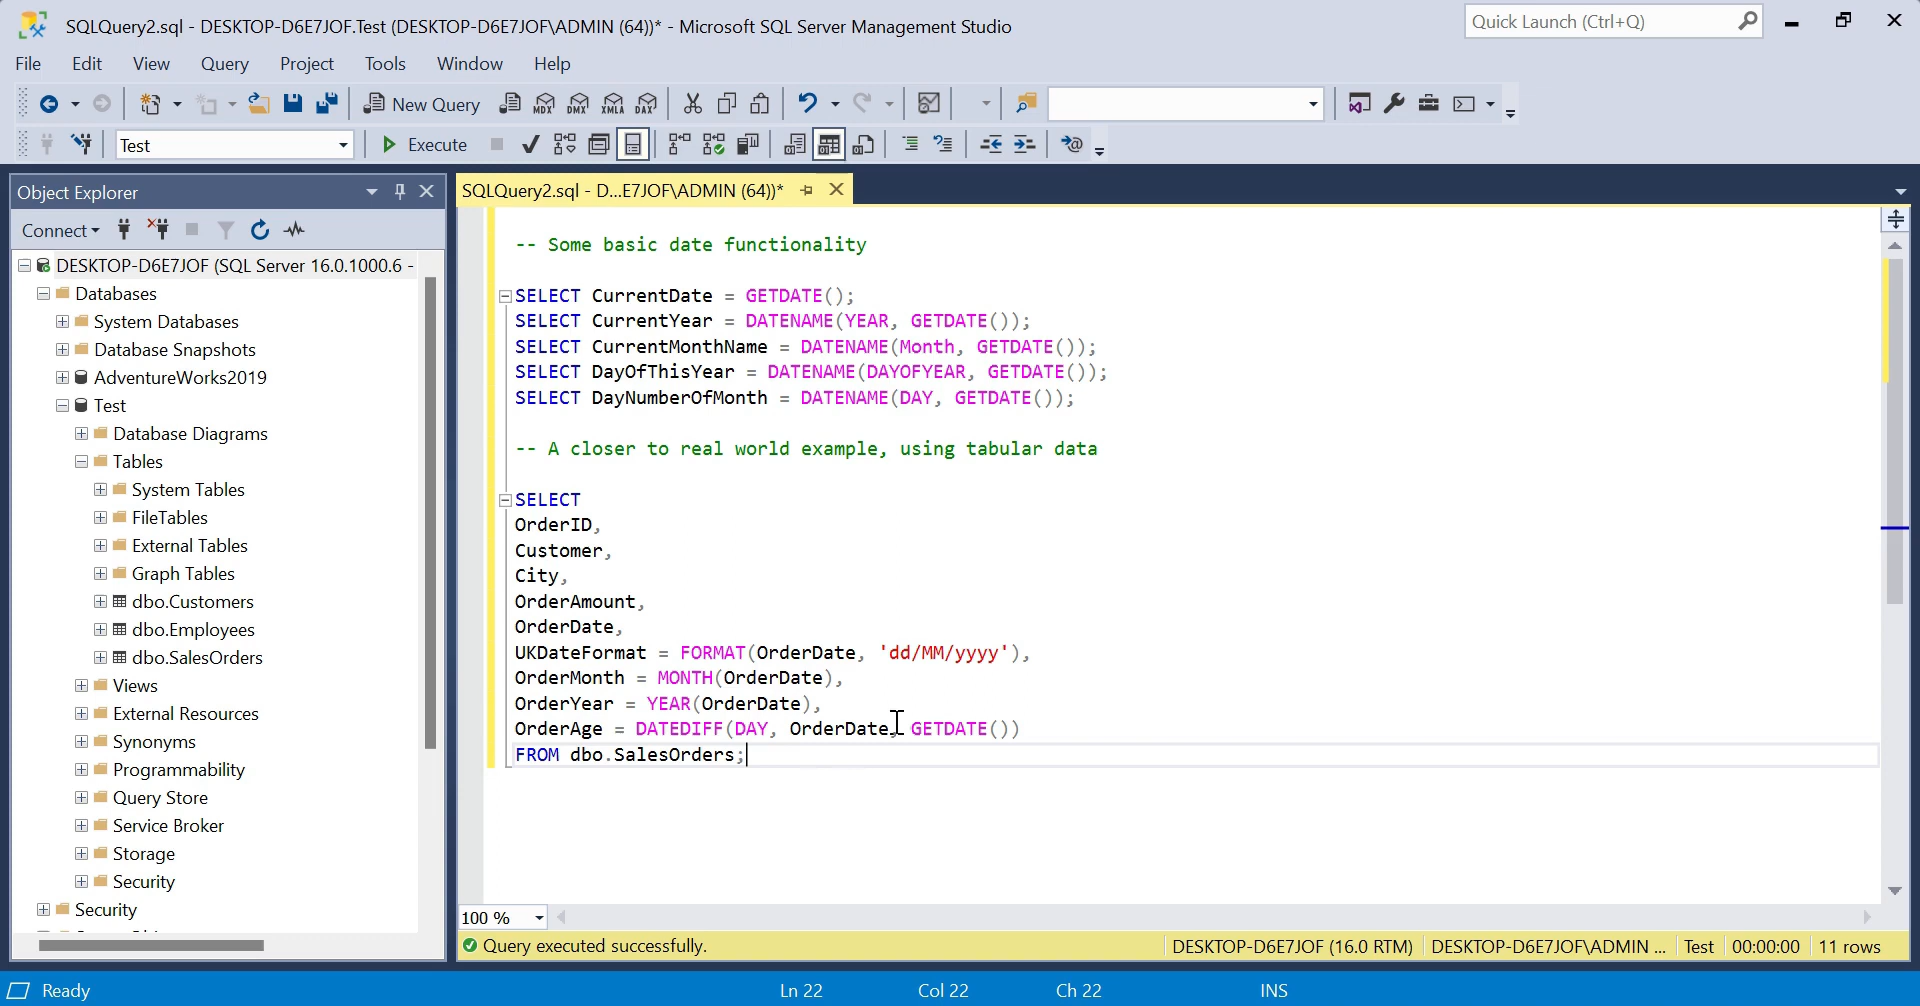 SQLQuery2.sql - DESKTOP-D6E7JOF.Test (DESKTOP-D6E7JOF\ADMIN (64))* - Microsoft SQL Server Management Studio
Quick Launch (Ctrl+Q)
File Edit View Query Project Tools Window Help
New Query MDX DMX XMLA DAX
Test Execute
Object Explorer
SQLQuery2.sql - D...E7JOF\ADMIN (64))*
Connect
DESKTOP-D6E7JOF (SQL Server 16.0.1000.6 -
Databases
System Databases
Database Snapshots
AdventureWorks2019
Test
Database Diagrams
Tables
System Tables
FileTables
External Tables
Graph Tables
dbo.Customers
dbo.Employees
dbo.SalesOrders
Views
External Resources
Synonyms
Programmability
Query Store
Service Broker
Storage
Security
Security
-- Some basic date functionality
SELECT CurrentDate = GETDATE();
SELECT CurrentYear = DATENAME(YEAR, GETDATE());
SELECT CurrentMonthName = DATENAME(Month, GETDATE());
SELECT DayOfThisYear = DATENAME(DAYOFYEAR, GETDATE());
SELECT DayNumberOfMonth = DATENAME(DAY, GETDATE());
-- A closer to real world example, using tabular data
SELECT
OrderID,
Customer,
City,
OrderAmount,
OrderDate,
UKDateFormat = FORMAT(OrderDate, 'dd/MM/yyyy'),
OrderMonth = MONTH(OrderDate),
OrderYear = YEAR(OrderDate),
OrderAge = DATEDIFF(DAY, OrderDate, GETDATE())
FROM dbo.SalesOrders;
100 %
Query executed successfully.
DESKTOP-D6E7JOF (16.0 RTM) DESKTOP-D6E7JOF\ADMIN ... Test 00:00:00 11 rows
Ready Ln 22 Col 22 Ch 22 INS